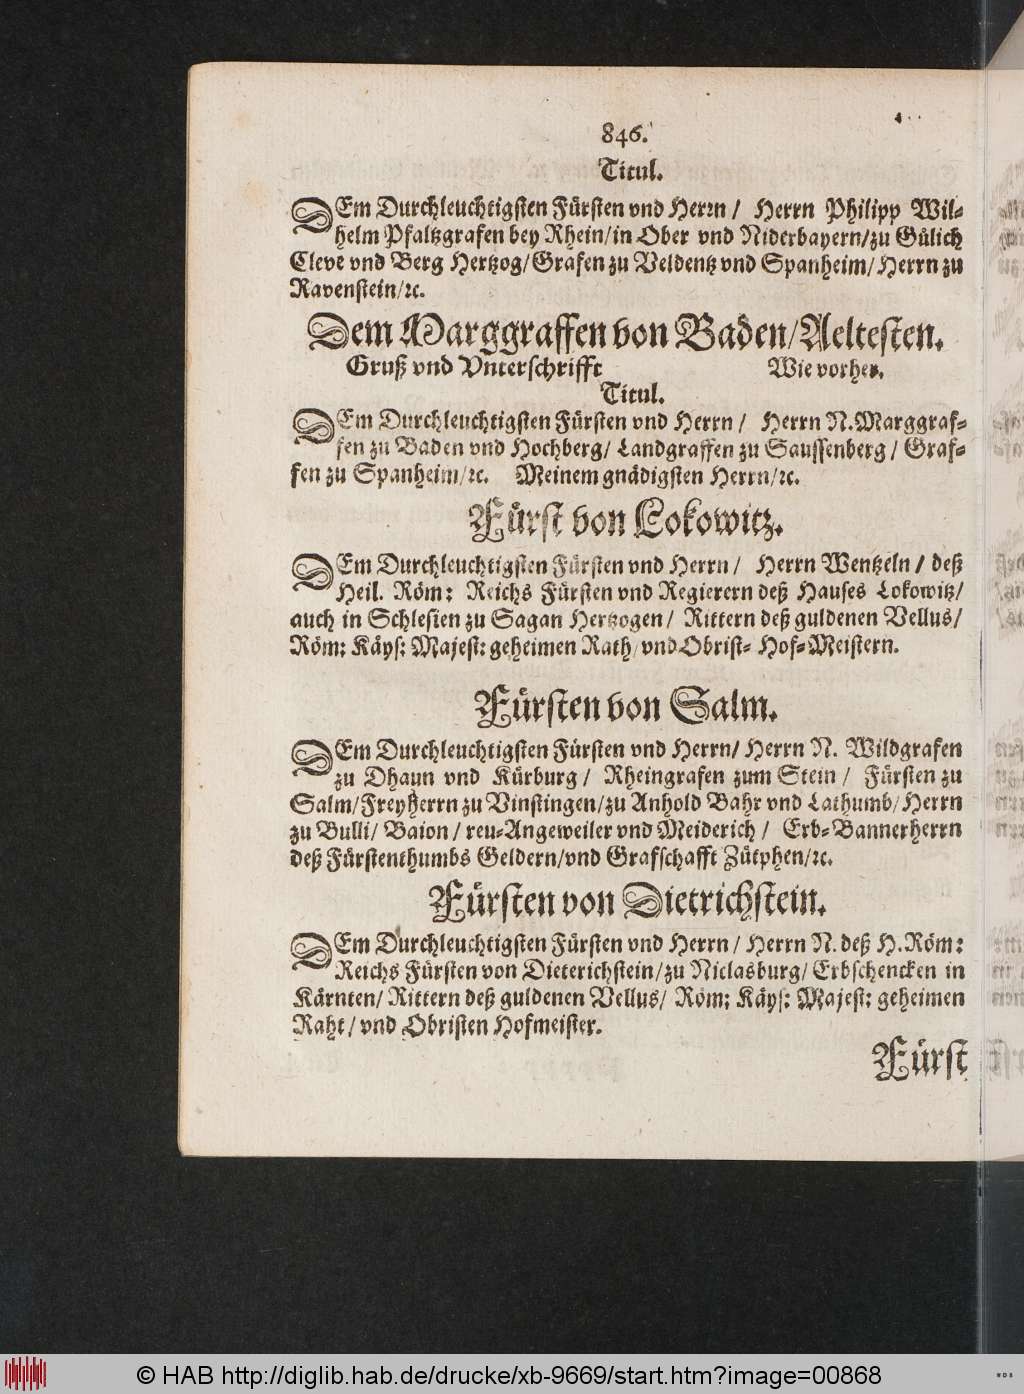 846.
Titul.
DEm Durchleuchtigsten Fürsten vnd Herrn / Herrn Philipp Wil-
helm Pfaltzgrafen bey Rhein/in Ober vnd Niderbayern/zu Gülich
Cleve vnd Berg Hertzog/Grafen zu Veldentz vnd Spanheim/Herrn zu
Ravenstein/ꝛc.
Dem Marggraffen von Baden/Aeltesten.
Gruß vnd Vnterschrifft Wie vorher.
Titul.
DEm Durchleuchtigsten Fürsten vnd Herrn / Herrn N. Marggraf-
fen zu Baden vnd Hochberg/ Landgraffen zu Saussenberg / Graf-
fen zu Spanheim/ꝛc. Meinem gnädigsten Herrn/ꝛc.
Fürst von Lokowitz.
DEm Durchleuchtigsten Fürsten vnd Herrn / Herrn Wentzeln / deß
Heil. Röm: Reichs Fürsten vnd Regierern deß Hauses Lokowitz/
auch in Schlesien zu Sagan Hertzogen / Rittern deß guldenen Vellus/
Röm: Käys: Majest: geheimen Rath/vnd Obrist- Hof-Meistern.
Fürsten von Salm.
DEm Durchleuchtigsten Fürsten vnd Herrn/ Herrn N. Wildgrafen
zu Dhaun vnd Kürburg / Rheingrafen zum Stein / Fürsten zu
Salm/Freyherrn zu Vinstingen/zu Anhold Bahr vnd Lathumb/Herrn
zu Bulli/ Baion / reu-Angeweiler vnd Meiderich / Erb-Bannerherrn
deß Fürstenthumbs Geldern/vnd Grafschafft Zütphen/ꝛc.
Fürsten von Dietrichstein.
DEm Durchleuchtigsten Fürsten vnd Herrn / Herrn N. deß H. Röm:
Reichs Fürsten von Dieterichstein/zu Niclasburg/ Erbschencken in
Kärnten/ Rittern deß guldenen Vellus/ Röm: Käys: Majest: geheimen
Raht / vnd Obristen Hofmeister.
Fürst
© HAB http://diglib.hab.de/drucke/xb-9669/start.htm?image=00868